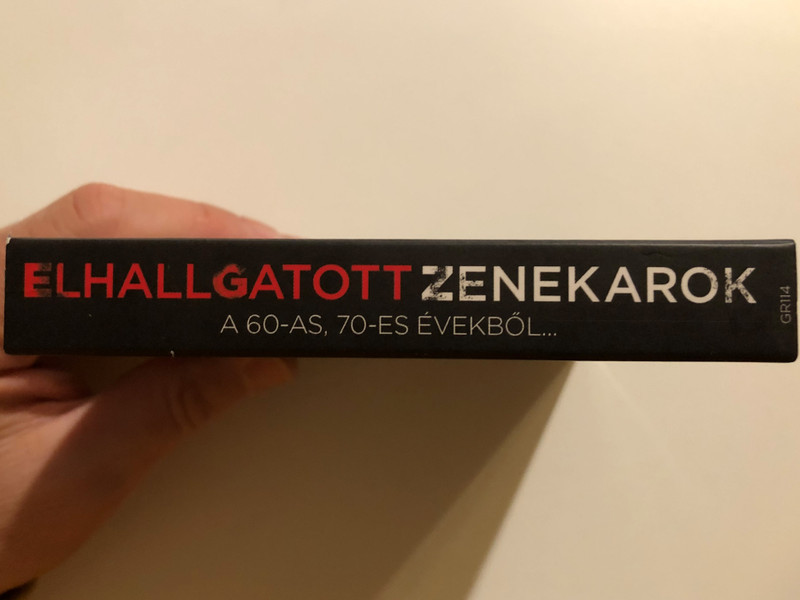 ELHALLGATOTT ZENEKAROK
A 60-AS, 70-ES ÉVEKBŐL...
GR114